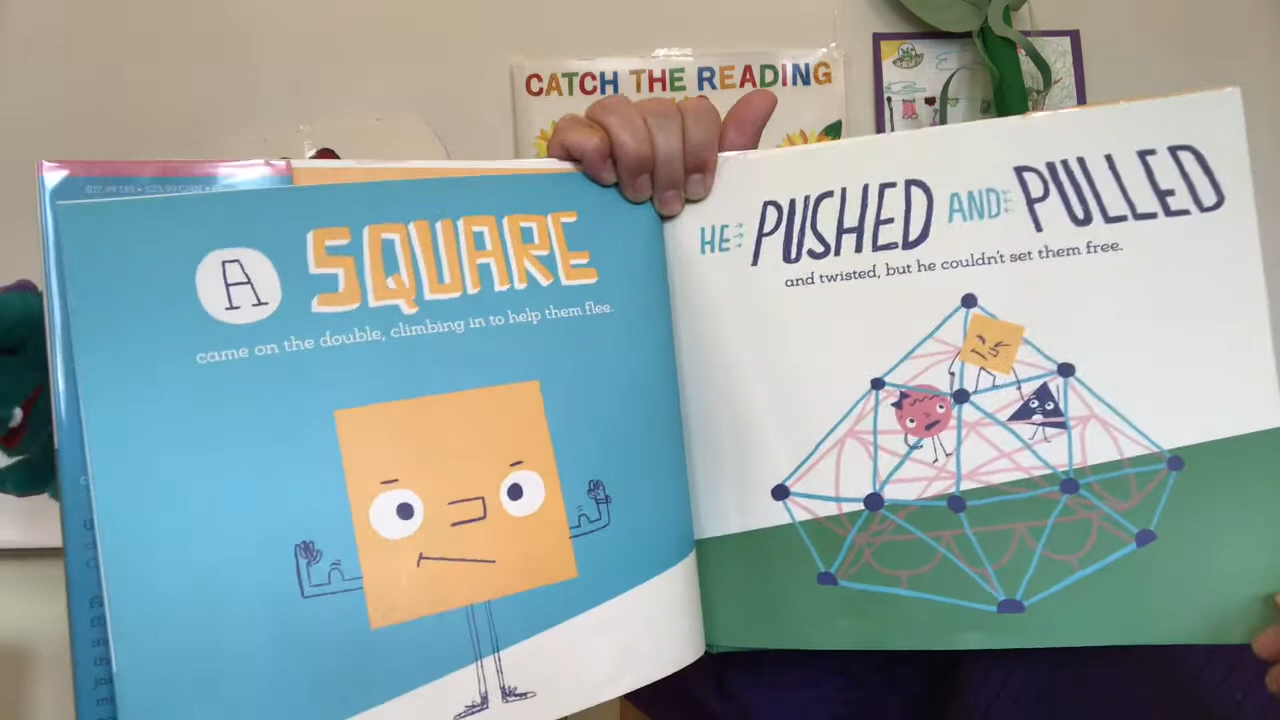 CATCH THE READING
A SQUARE
came on the double, climbing in to help them flee.
HE PUSHED AND PULLED
and twisted, but he couldn't set them free.